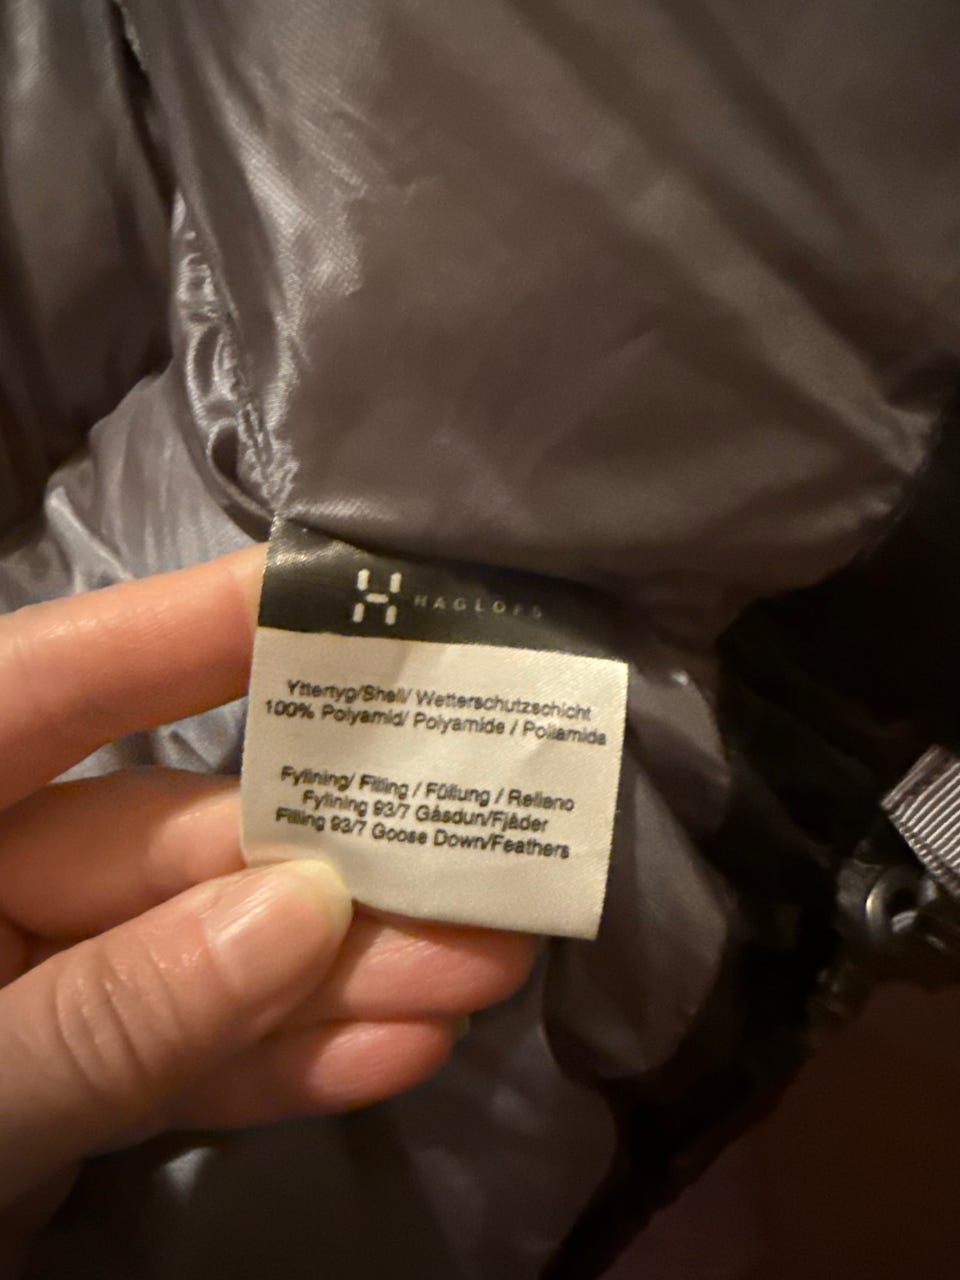 HAGLÖFS
Yttertyg/Shell/ Wetterschutzschicht
100% Polyamid/ Polyamide / Poliamida
Fyllning/ Filling / Füllung / Relleno
Fyllning 93/7 Gåsdun/Fjäder
Filling 93/7 Goose Down/Feathers